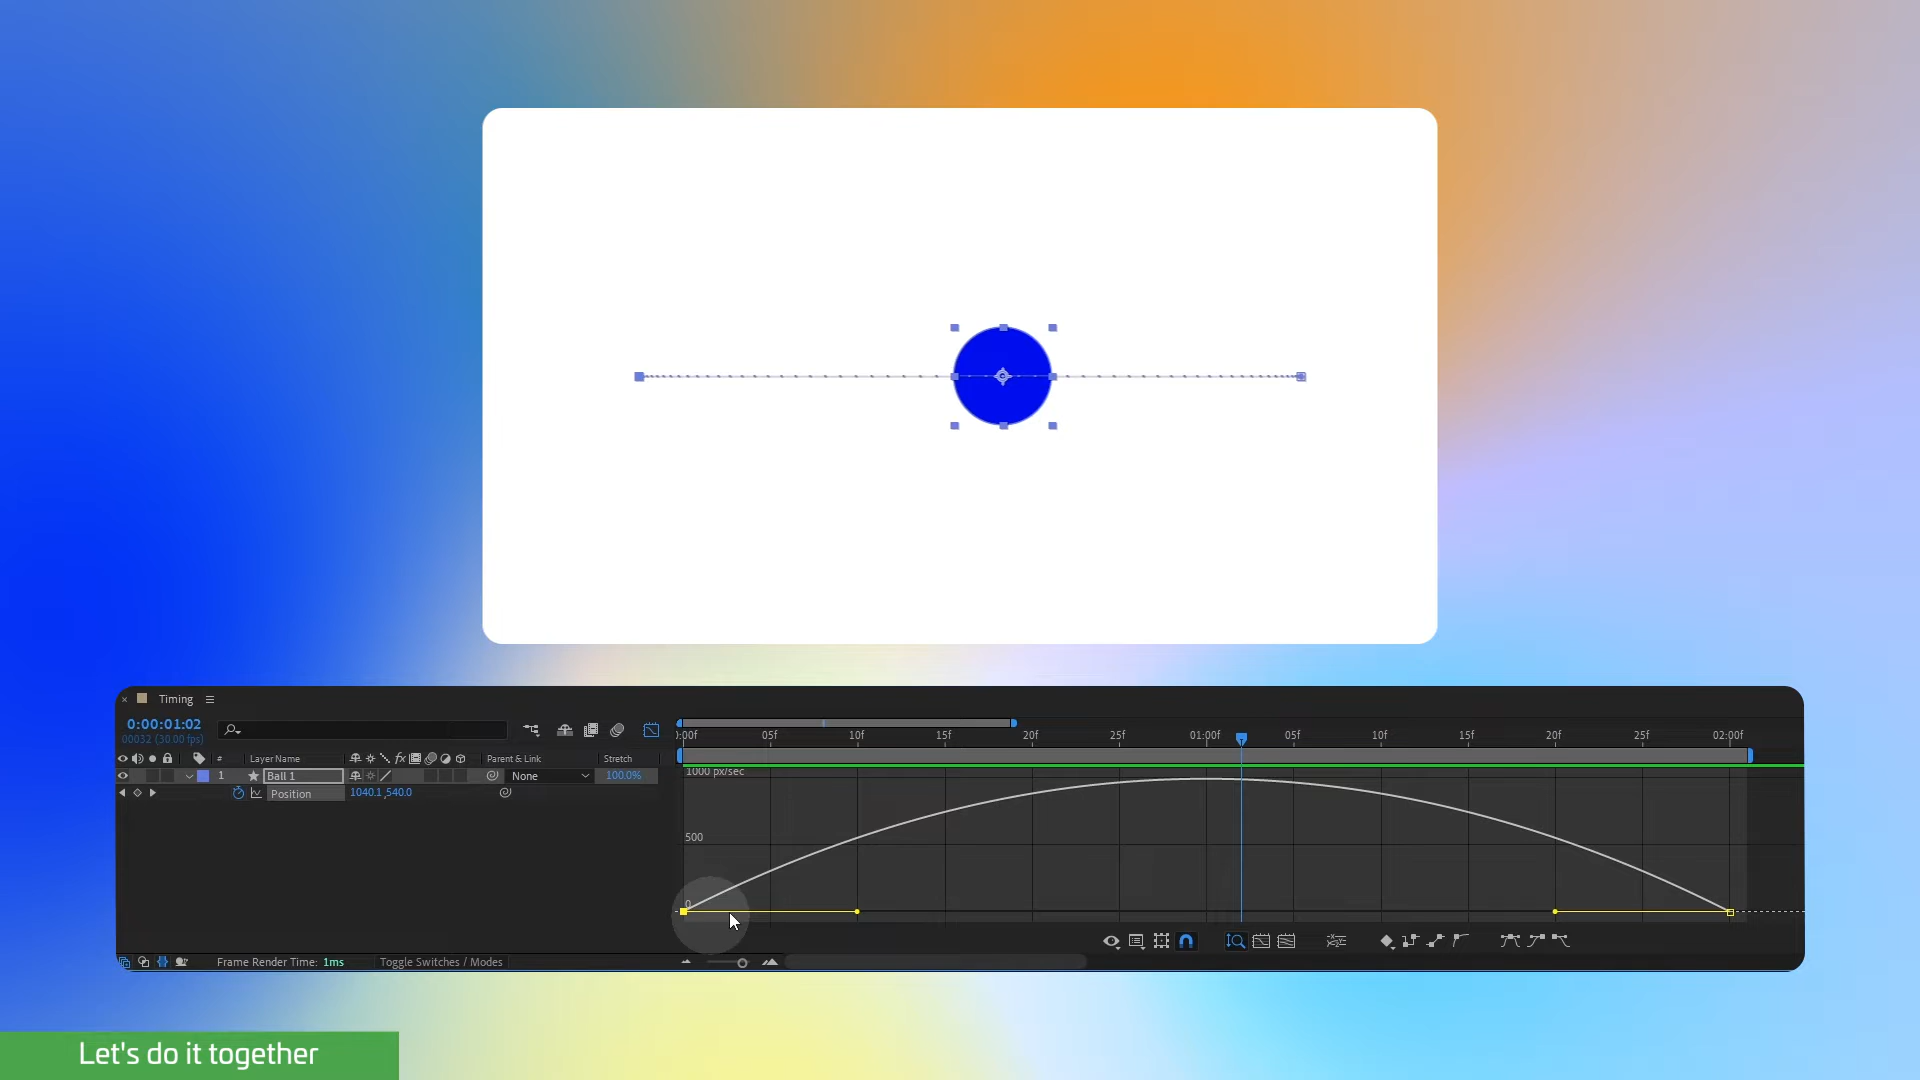 Timing
0:00:01:02
00032 (30.00 fps)
# Layer Name fx Parent & Link Stretch
1 Ball 1 None 100.0%
Position 1040.1,540.0
):00f 05f 10f 15f 20f 25f 01:00f 05f 10f 15f 20f 25f 02:00f
1000 px/sec
500
0
Frame Render Time: 1ms Toggle Switches / Modes
Let's do it together